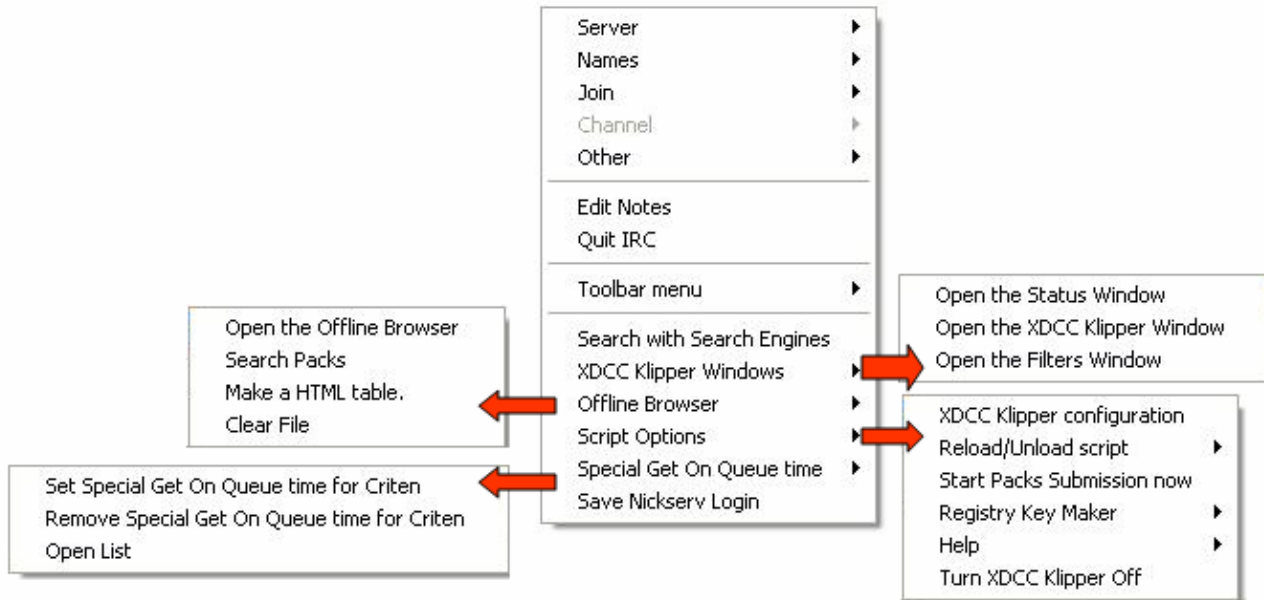 Server
Names
Join
Channel
Other
Edit Notes
Quit IRC
Toolbar menu
Search with Search Engines
XDCC Klipper Windows
Offline Browser
Script Options
Special Get On Queue time
Save Nickserv Login
Open the Offline Browser
Search Packs
Make a HTML table.
Clear File
Set Special Get On Queue time for Criten
Remove Special Get On Queue time for Criten
Open List
Open the Status Window
Open the XDCC Klipper Window
Open the Filters Window
XDCC Klipper configuration
Reload/Unload script
Start Packs Submission now
Registry Key Maker
Help
Turn XDCC Klipper Off